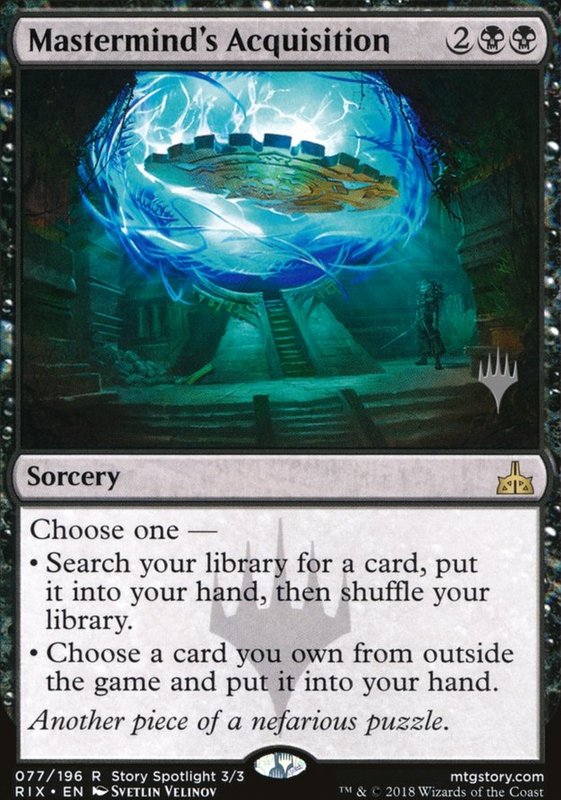 Mastermind's Acquisition 2
Sorcery
Choose one —
• Search your library for a card, put
it into your hand, then shuffle your
library.
• Choose a card you own from outside
the game and put it into your hand.
Another piece of a nefarious puzzle.
077/196 R Story Spotlight 3/3 mtgstory.com
RIX • EN Svetlin Velinov ™ & © 2018 Wizards of the Coast